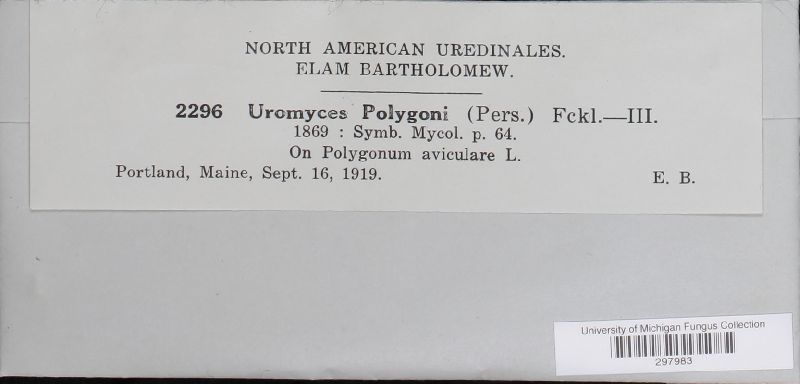 NORTH AMERICAN UREDINALES.
ELAM BARTHOLOMEW.
2296 Uromyces Polygoni (Pers.) Fckl.—III.
1869 : Symb. Mycol. p. 64.
On Polygonum aviculare L.
Portland, Maine, Sept. 16, 1919. E. B.
University of Michigan Fungus Collection
297983